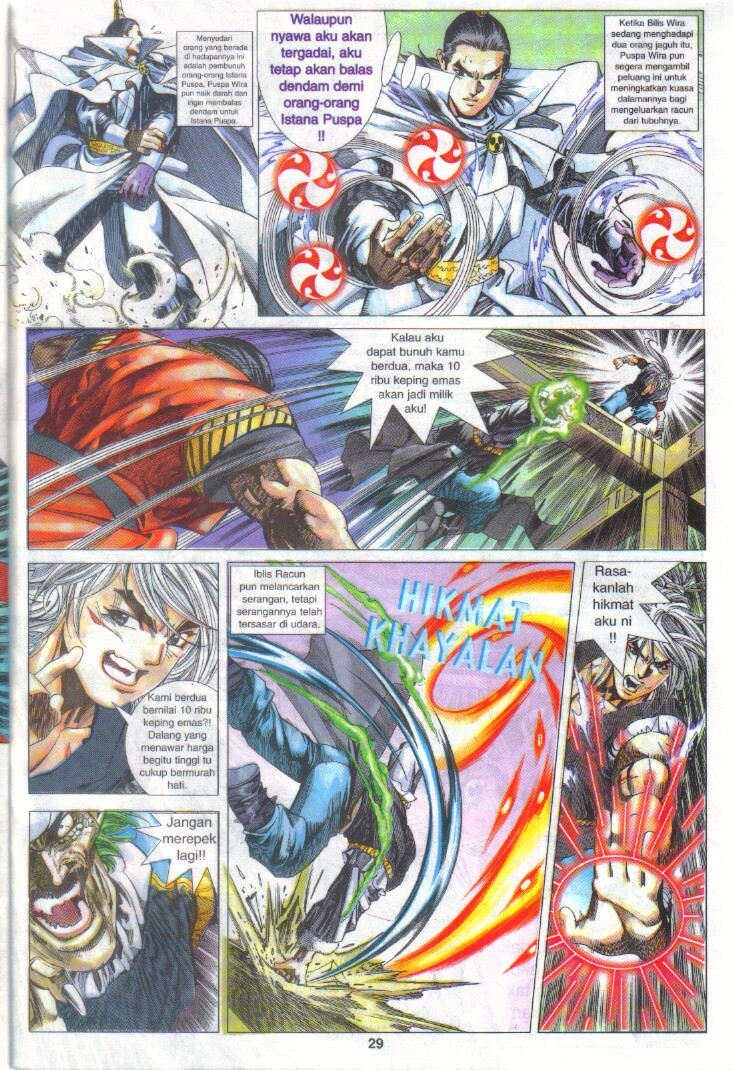 Menyedari
orang yang berada
di hadapannya ini
adalah pembunuh
orang-orang Istana
Puspa, Puspa Wira
pun naik darah dan
ingin membalas
dendam untuk
Istana Puspa.
Walaupun
nyawa aku akan
tergadai, aku
tetap akan balas
dendam demi
orang-orang
Istana Puspa
!!
Ketika Bilis Wira
sedang menghadapi
dua orang jaguh itu,
Puspa Wira pun
segera mengambil
peluang ini untuk
meningkatkan kuasa
dalamannya bagi
mengeluarkan racun
dari tubuhnya.
Kalau aku
dapat bunuh kamu
berdua, maka 10
ribu keping emas
akan jadi milik
aku!
Kami berdua
bernilai 10 ribu
keping emas?!
Dalang yang
menawar harga
begitu tinggi tu
cukup bermurah
hati.
Iblis Racun
pun melancarkan
serangan, tetapi
serangannya telah
tersasar di udara.
HIKMAT
KHAYALAN
Rasa-
kanlah
hikmat
aku ni
!!
Jangan
merepek
lagi!!
29